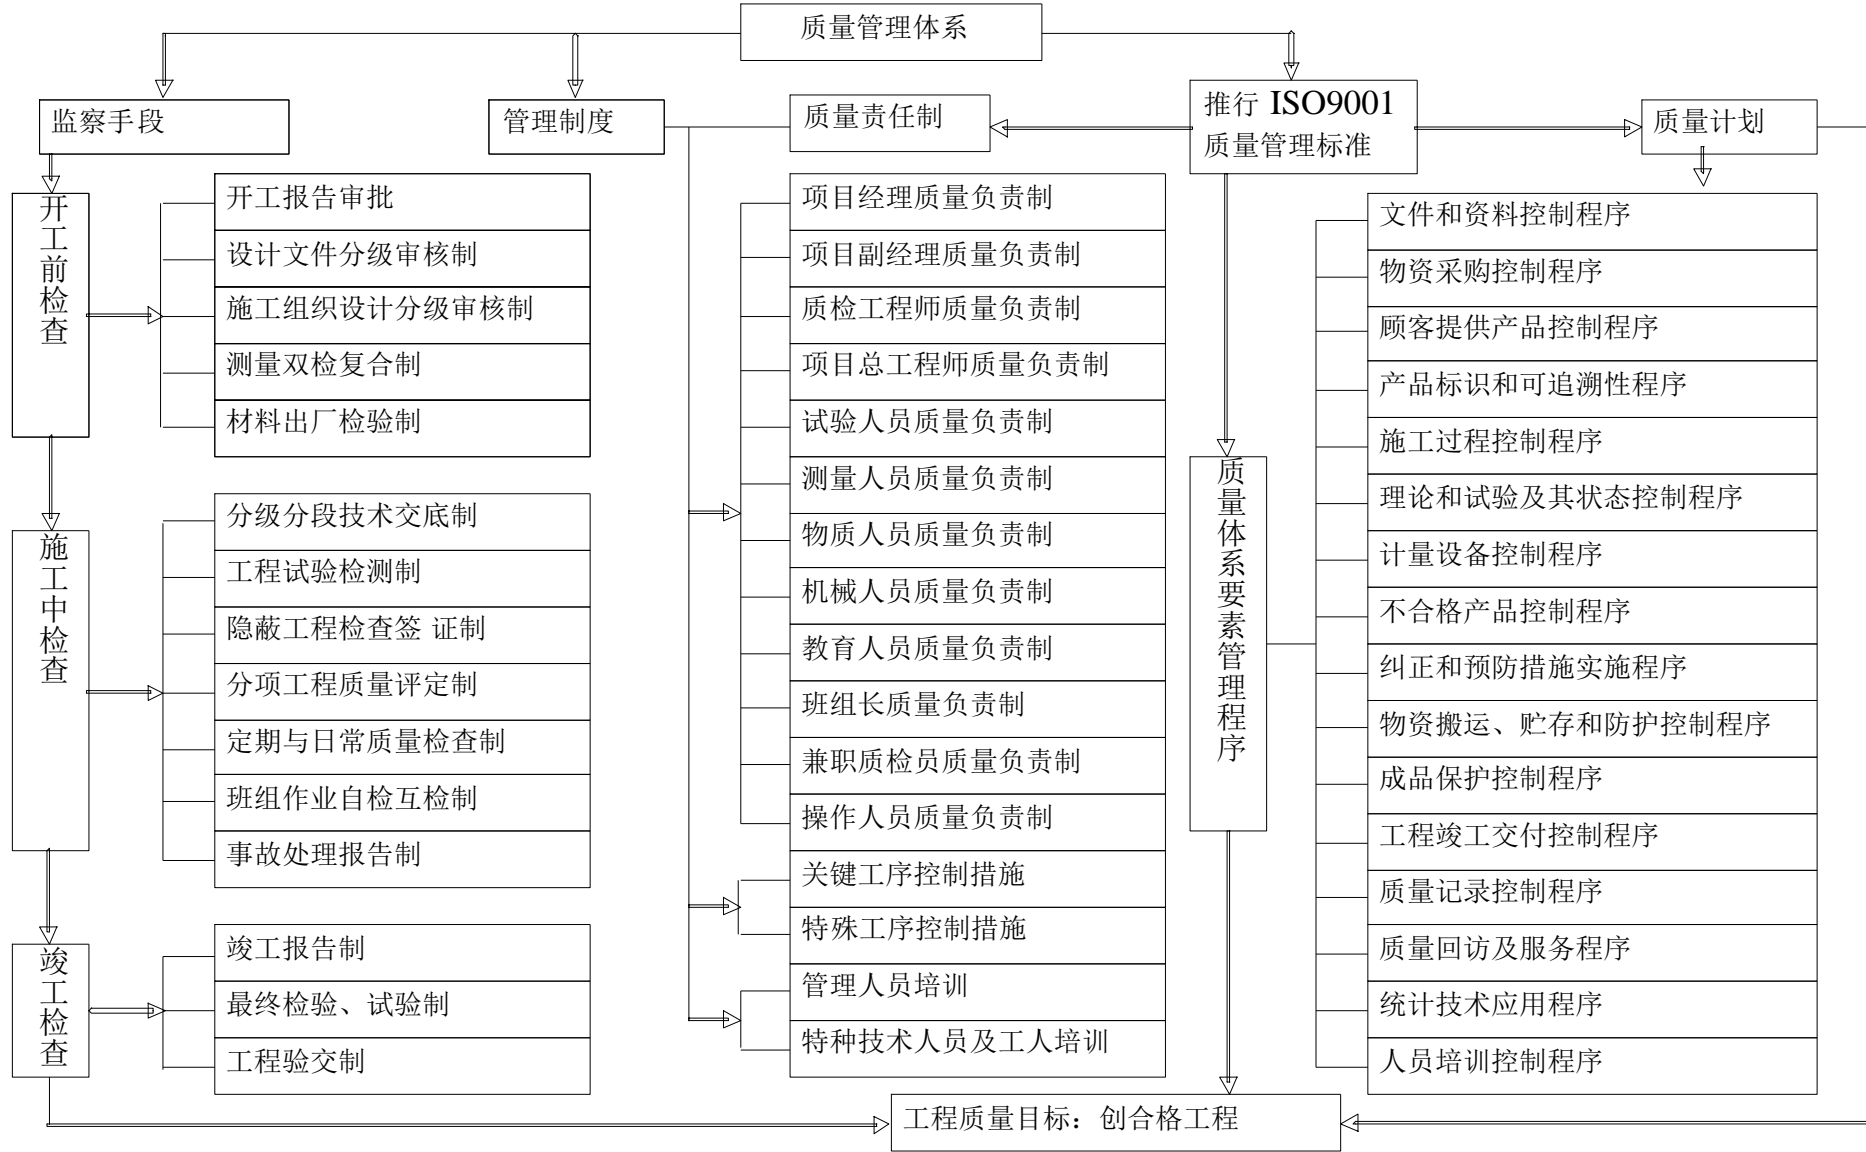 质量管理体系
监察手段
管理制度
质量责任制
推行 ISO9001
质量管理标准
质量计划
开工前检查
开工报告审批
设计文件分级审核制
施工组织设计分级审核制
测量双检复合制
材料出厂检验制
施工中检查
分级分段技术交底制
工程试验检测制
隐蔽工程检查签 证制
分项工程质量评定制
定期与日常质量检查制
班组作业自检互检制
事故处理报告制
竣工检查
竣工报告制
最终检验、试验制
工程验交制
项目经理质量负责制
项目副经理质量负责制
质检工程师质量负责制
项目总工程师质量负责制
试验人员质量负责制
测量人员质量负责制
物质人员质量负责制
机械人员质量负责制
教育人员质量负责制
班组长质量负责制
兼职质检员质量负责制
操作人员质量负责制
关键工序控制措施
特殊工序控制措施
管理人员培训
特种技术人员及工人培训
质量体系要素管理程序
文件和资料控制程序
物资采购控制程序
顾客提供产品控制程序
产品标识和可追溯性程序
施工过程控制程序
理论和试验及其状态控制程序
计量设备控制程序
不合格产品控制程序
纠正和预防措施实施程序
物资搬运、贮存和防护控制程序
成品保护控制程序
工程竣工交付控制程序
质量记录控制程序
质量回访及服务程序
统计技术应用程序
人员培训控制程序
工程质量目标：创合格工程